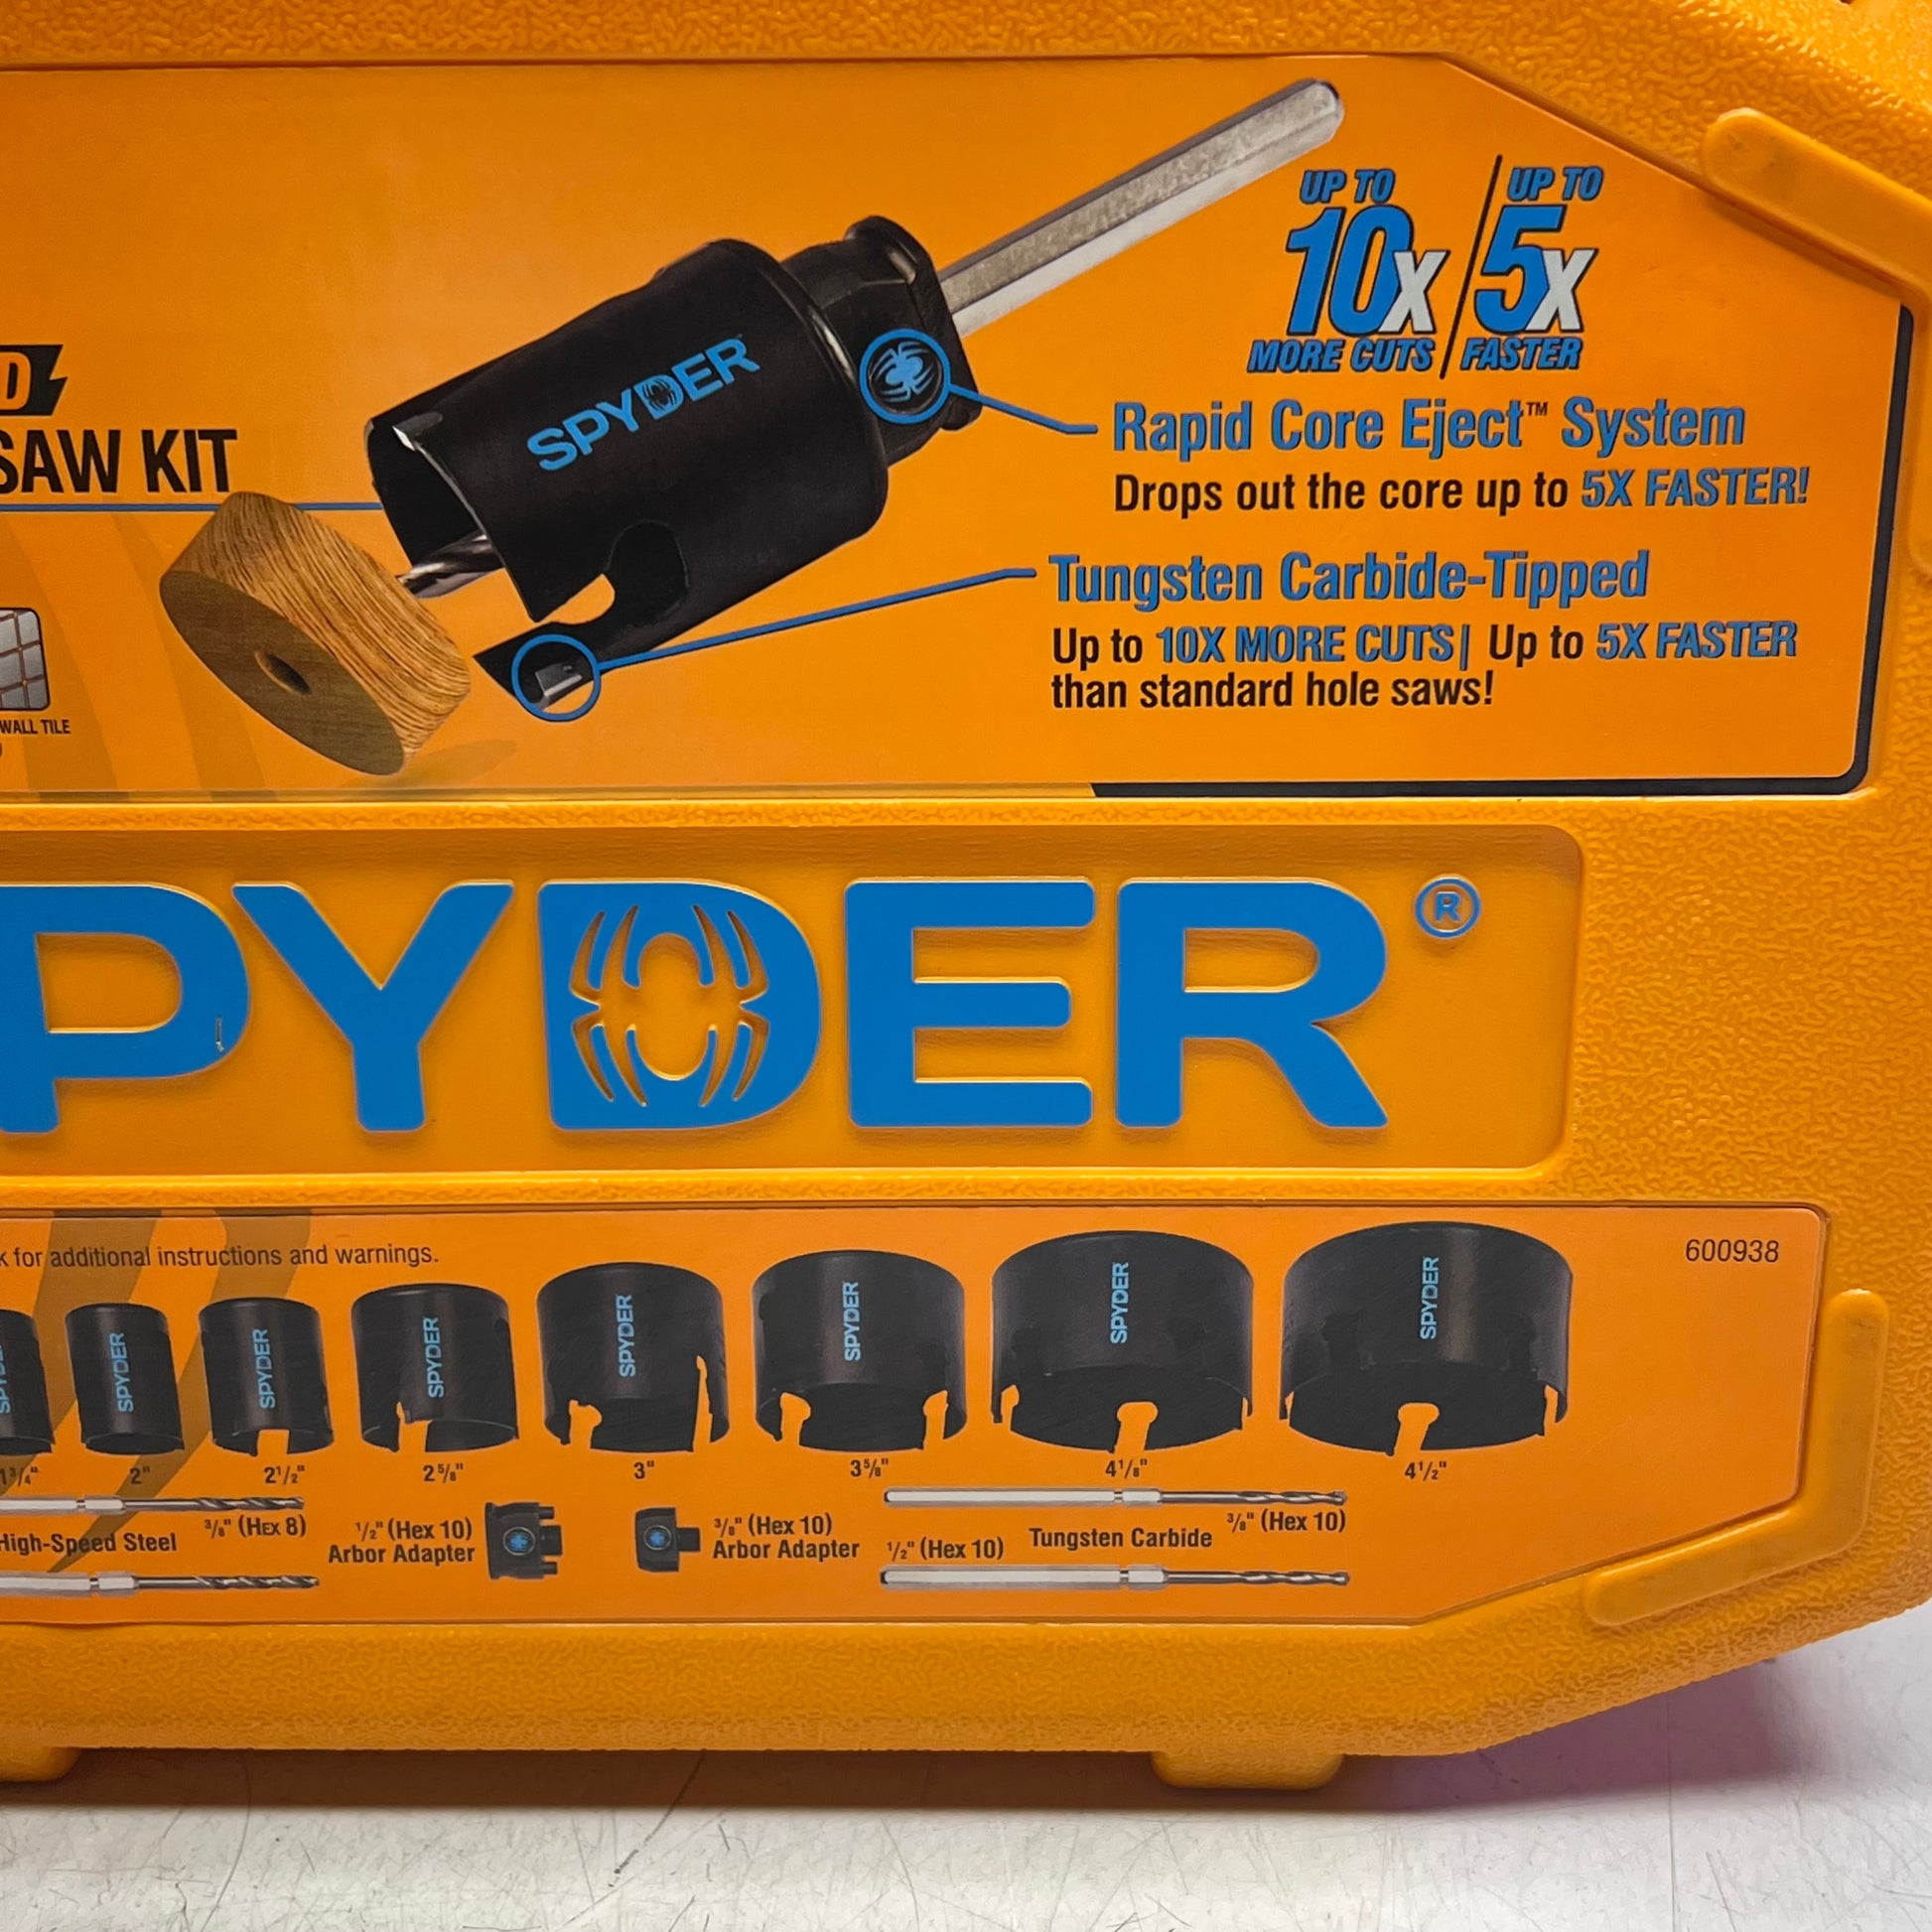 UP TO
10X
MORE CUTS
UP TO
5X
FASTER
D
SAW KIT
SPYDER
Rapid Core Eject™ System
Drops out the core up to 5X FASTER!
Tungsten Carbide-Tipped
Up to 10X MORE CUTS| Up to 5X FASTER
than standard hole saws!
WALL TILE
PYDER®
k for additional instructions and warnings.
600938
SPYDER
SPYDER
SPYDER
SPYDER
SPYDER
SPYDER
SPYDER
SPYDER
1 3/4" 2" 2 1/2" 2 5/8" 3" 3 5/8" 4 1/8" 4 1/2"
3/8" (HEX 8)
High-Speed Steel
1/2" (Hex 10)
Arbor Adapter
3/8" (Hex 10)
Arbor Adapter
3/8" (Hex 10)
Tungsten Carbide
1/2" (Hex 10)